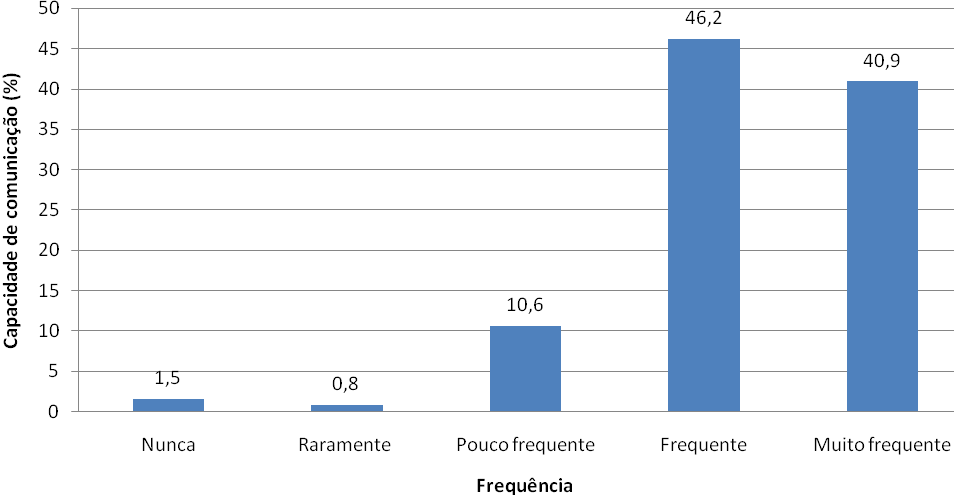 Capacidade de comunicação (%)
50
45
40
35
30
25
20
15
10
5
0
1,5
0,8
10,6
46,2
40,9
Nunca
Raramente
Pouco frequente
Frequente
Muito frequente
Frequência